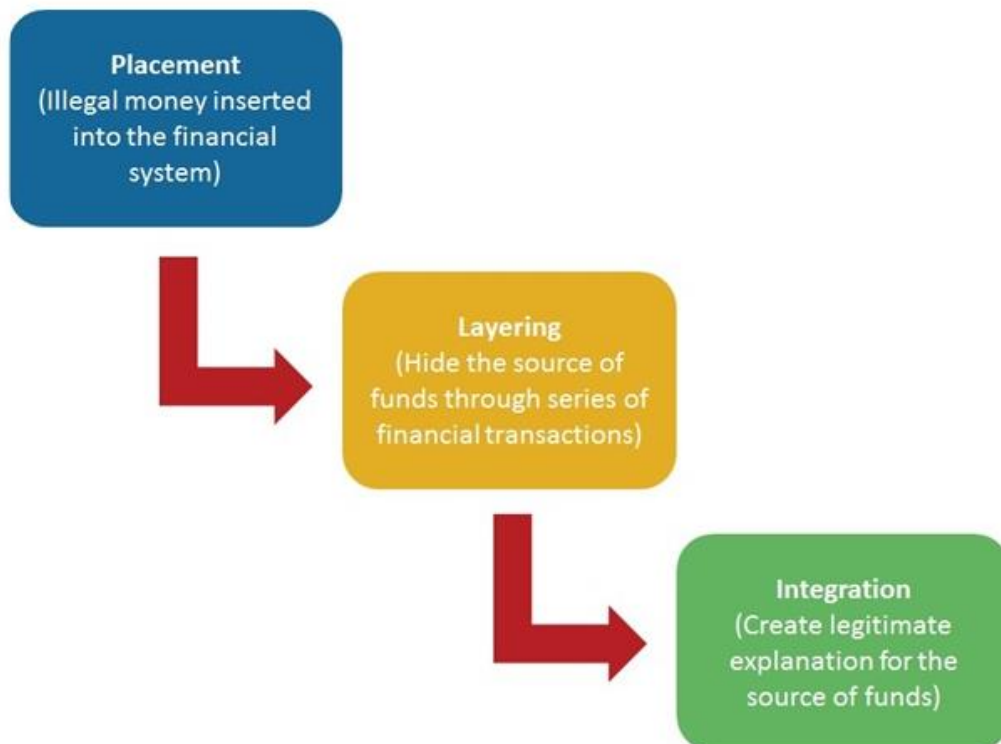 Placement
(Illegal money inserted
into the financial
system)
Layering
(Hide the source of
funds through series of
financial transactions)
Integration
(Create legitimate
explanation for the
source of funds)